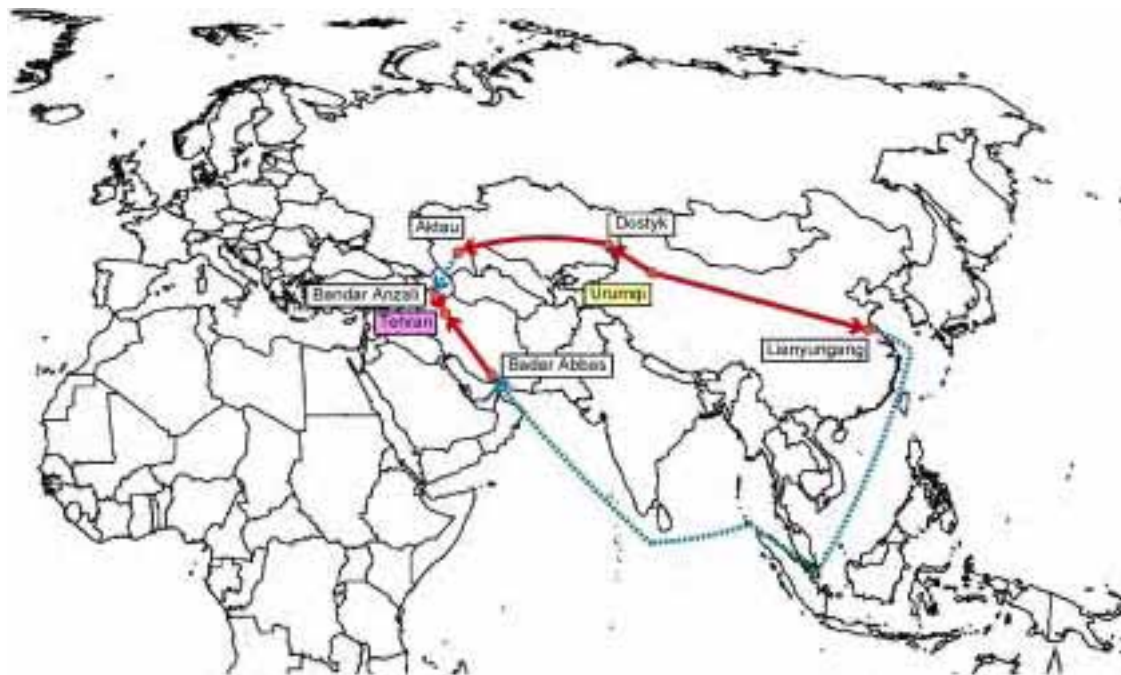 Aktau
Dostyk
Bandar Anzali
Urumqi
Tehran
Lianyungang
Badar Abbas